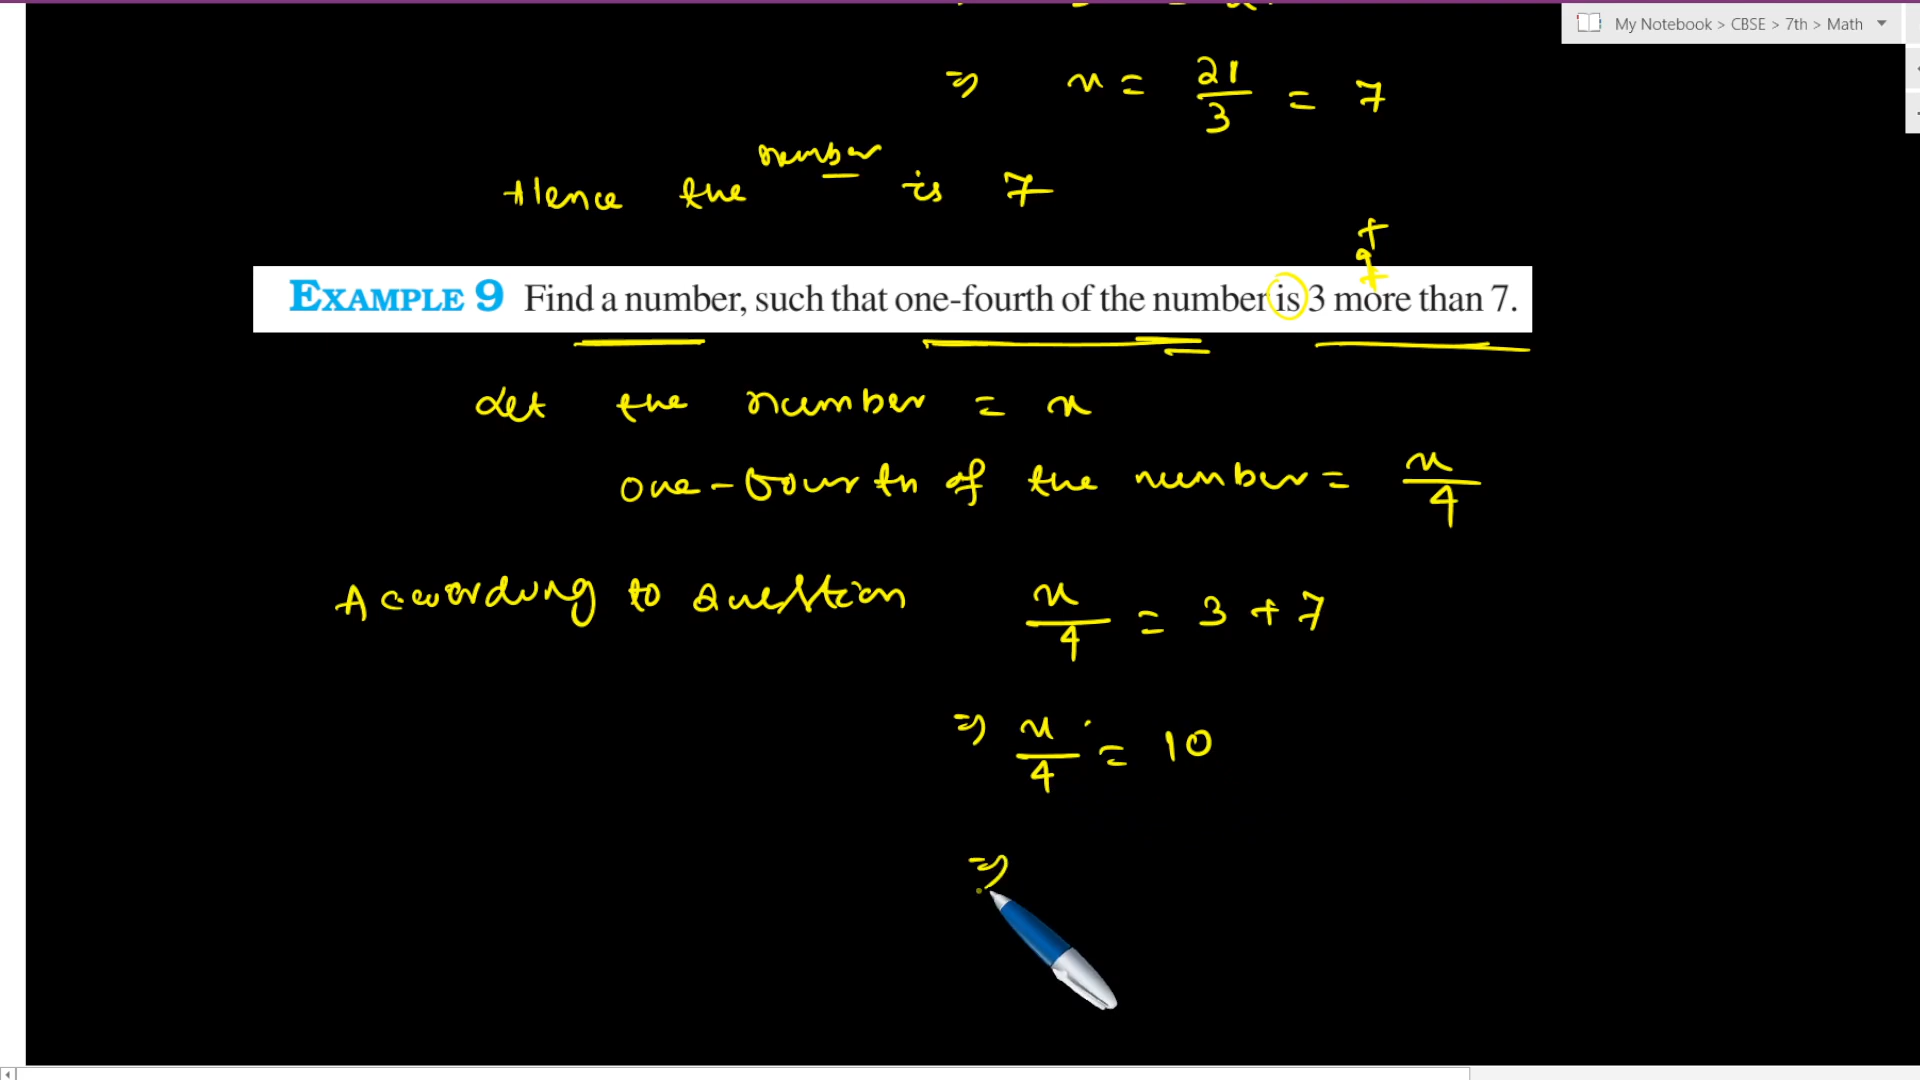 My Notebook > CBSE > 7th > Math
⇒ x = 21/3 = 7
Hence the number is 7
+
EXAMPLE 9 Find a number, such that one-fourth of the number is 3 more than 7.
Let the number = x
one-fourth of the number = x/4
According to Question x/4 = 3 + 7
⇒ x/4 = 10
⇒